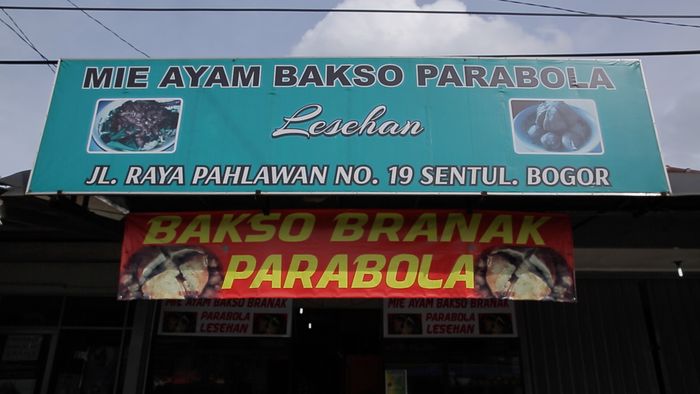 MIE AYAM BAKSO PARABOLA
Lesehan
JL. RAYA PAHLAWAN NO. 19 SENTUL. BOGOR
BAKSO BRANAK
PARABOLA
MIE AYAM BAKSO BRANAK
PARABOLA
LESEHAN
MIE AYAM BAKSO BRANAK
PARABOLA
LESEHAN